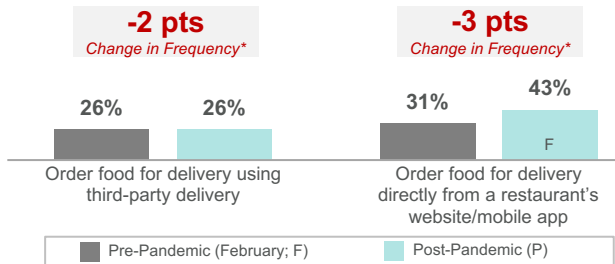 -2 pts
Change in Frequency*
-3 pts
Change in Frequency*
26%
26%
31%
43%
F
Order food for delivery using
third-party delivery
Order food for delivery
directly from a restaurant's
website/mobile app
Pre-Pandemic (February; F)
Post-Pandemic (P)